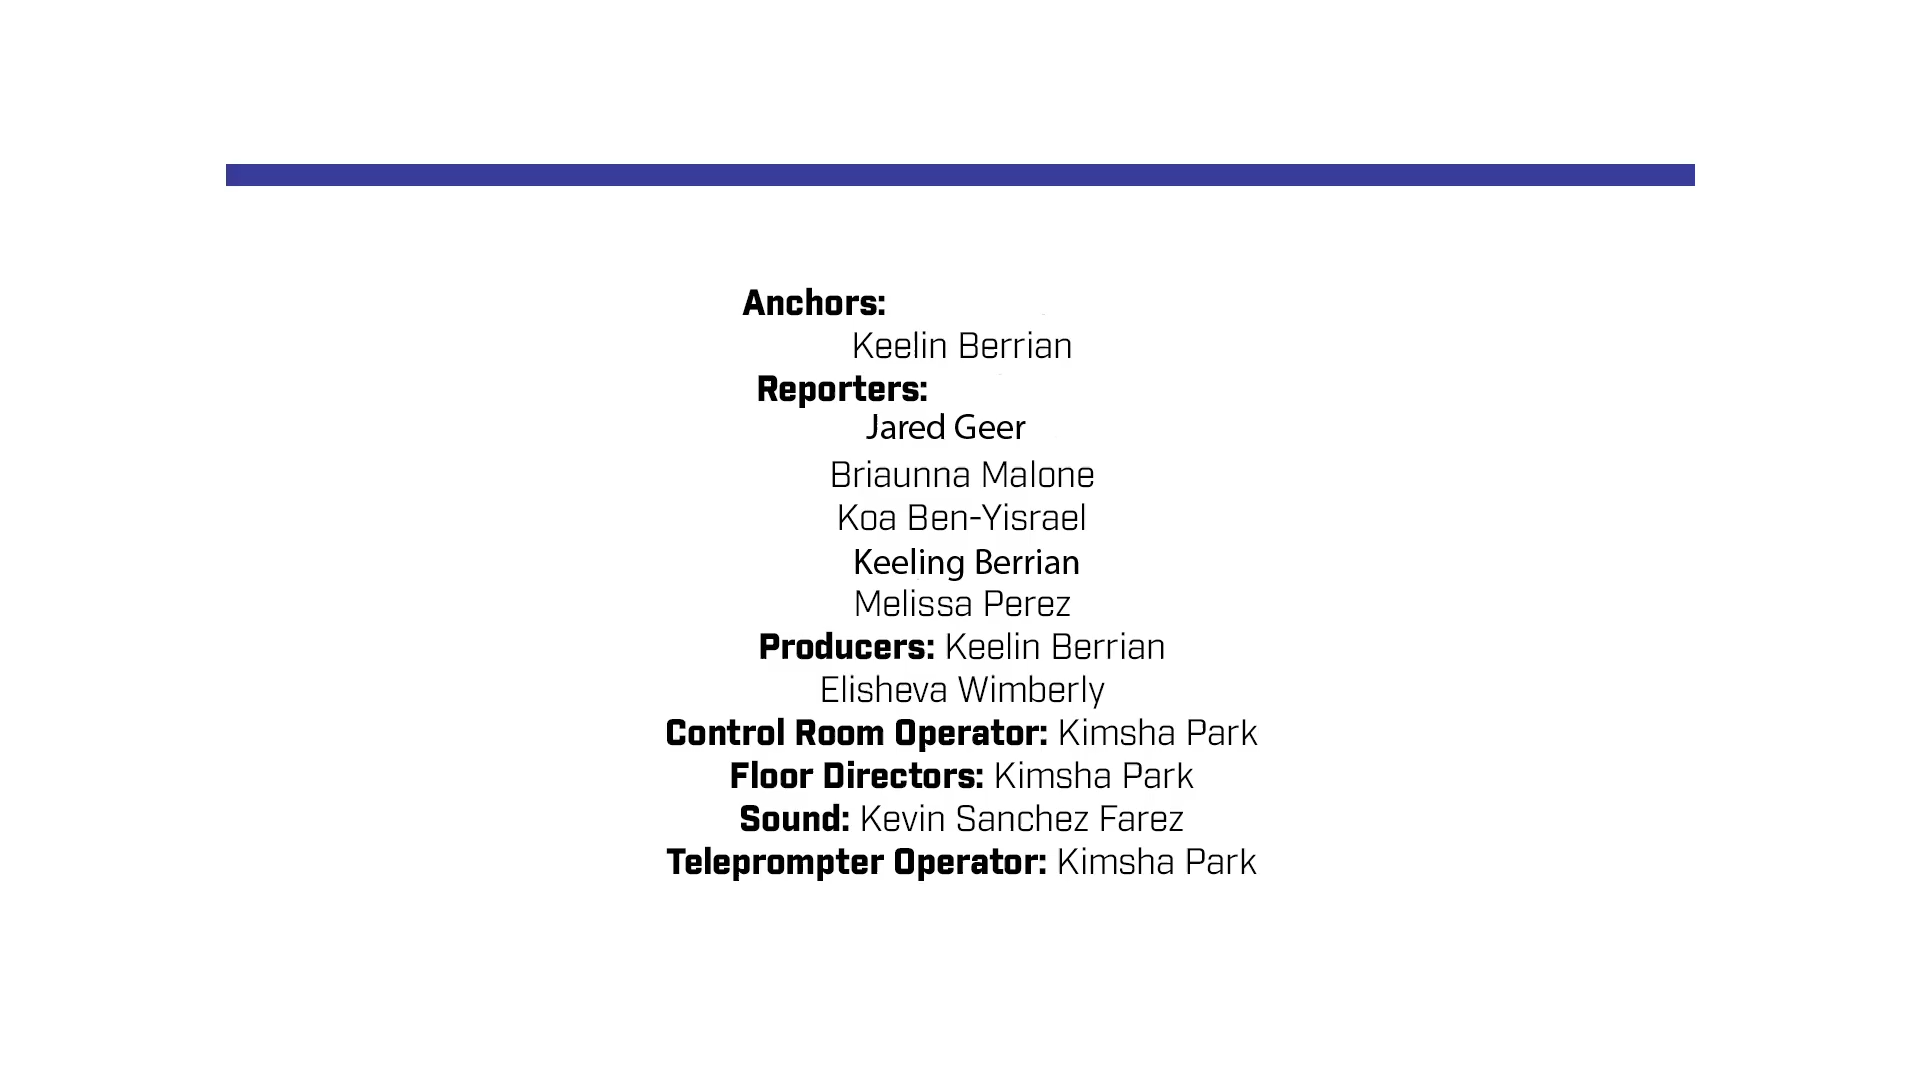 Anchors:
Keelin Berrian
Reporters:
Jared Geer
Briaunna Malone
Koa Ben-Yisrael
Keeling Berrian
Melissa Perez
Producers: Keelin Berrian
Elisheva Wimberly
Control Room Operator: Kimsha Park
Floor Directors: Kimsha Park
Sound: Kevin Sanchez Farez
Teleprompter Operator: Kimsha Park